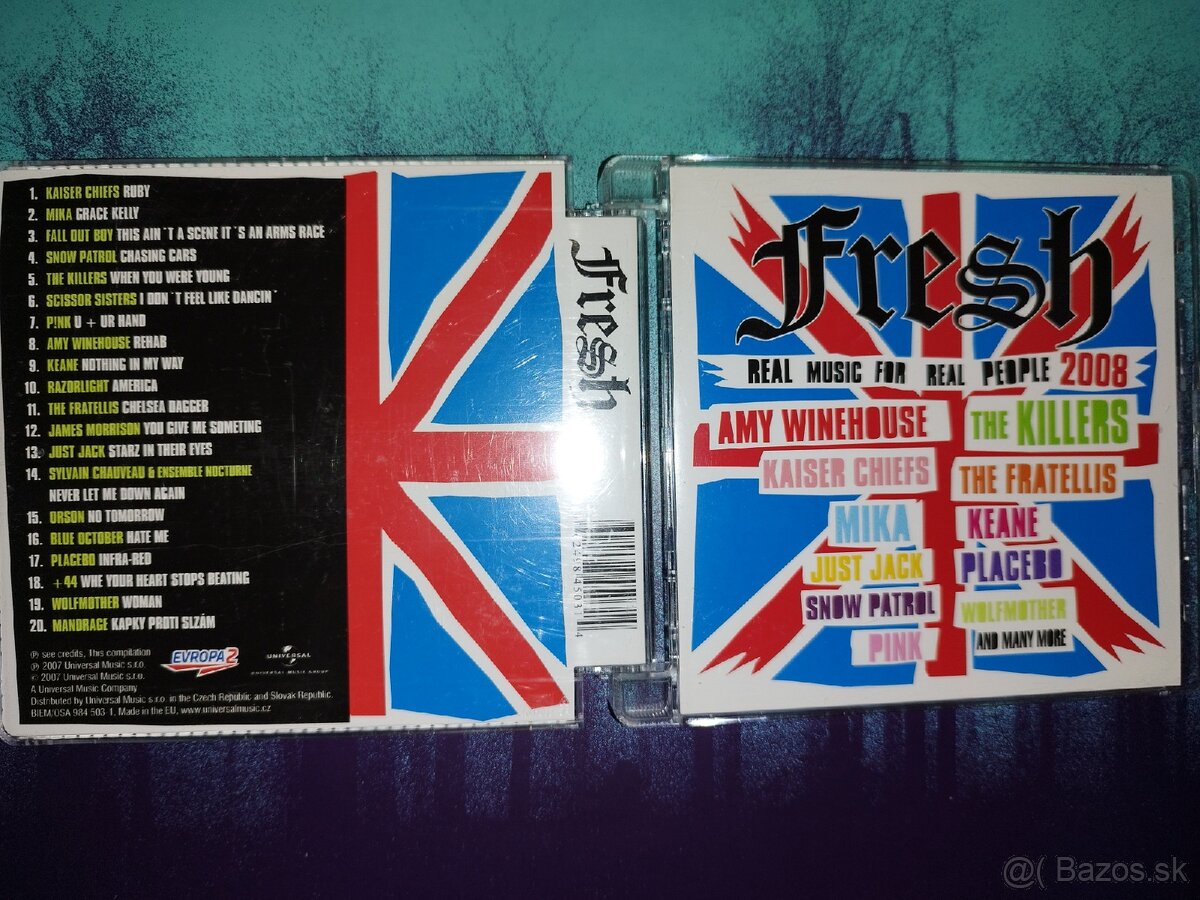 1. KAISER CHIEFS RUBY
2. MIKA GRACE KELLY
3. FALL OUT BOY THIS AIN´T A SCENE IT´S AN ARMS RACE
4. SNOW PATROL CHASING CARS
5. THE KILLERS WHEN YOU WERE YOUNG
6. SCISSOR SISTERS I DON´T FEEL LIKE DANCIN´
7. P!NK U + UR HAND
8. AMY WINEHOUSE REHAB
9. KEANE NOTHING IN MY WAY
10. RAZORLIGHT AMERICA
11. THE FRATELLIS CHELSEA DAGGER
12. JAMES MORRISON YOU GIVE ME SOMETING
13. JUST JACK STARZ IN THEIR EYES
14. SYLVAIN CHAUVEAU & ENSEMBLE NOCTURNE
NEVER LET ME DOWN AGAIN
15. ORSON NO TOMORROW
16. BLUE OCTOBER HATE ME
17. PLACEBO INFRA-RED
18. +44 WHE YOUR HEART STOPS BEATING
19. WOLFMOTHER WOMAN
20. MANDRAGE KAPKY PROTI SLZÁM
℗ see credits, this compilation
℗ 2007 Universal Music s.r.o.
© 2007 Universal Music s.r.o.
A Universal Music Company
Distributed by Universal Music s.r.o. in the Czech Republic and Slovak Republic.
BIEM/OSA 984 503-1. Made in the EU, www.universalmusic.cz
EVROPA 2
UNIVERSAL
UNIVERSAL MUSIC GROUP
Fresh
Fresh
REAL MUSIC FOR REAL PEOPLE 2008
AMY WINEHOUSE
THE KILLERS
KAISER CHIEFS
THE FRATELLIS
MIKA
KEANE
JUST JACK
PLACEBO
SNOW PATROL
WOLFMOTHER
PINK
AND MANY MORE
@( Bazos.sk